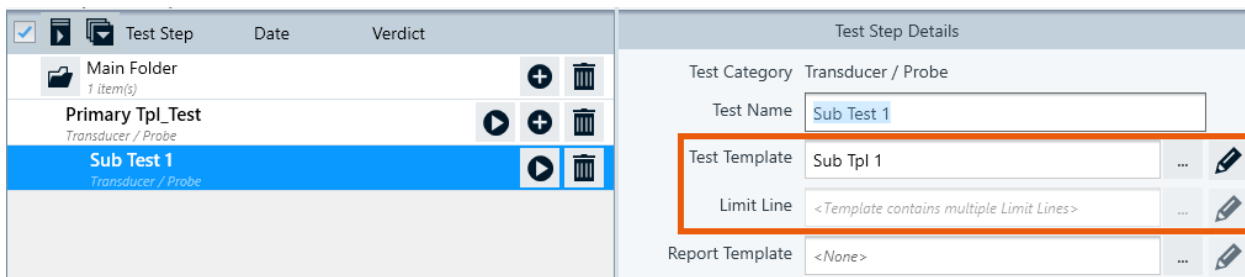 Test Step Date Verdict
Test Step Details
Main Folder
1 item(s)
Primary Tpl_Test
Transducer / Probe
Sub Test 1
Transducer / Probe
Test Category Transducer / Probe
Test Name Sub Test 1
Test Template Sub Tpl 1 ...
Limit Line <Template contains multiple Limit Lines> ...
Report Template <None> ...